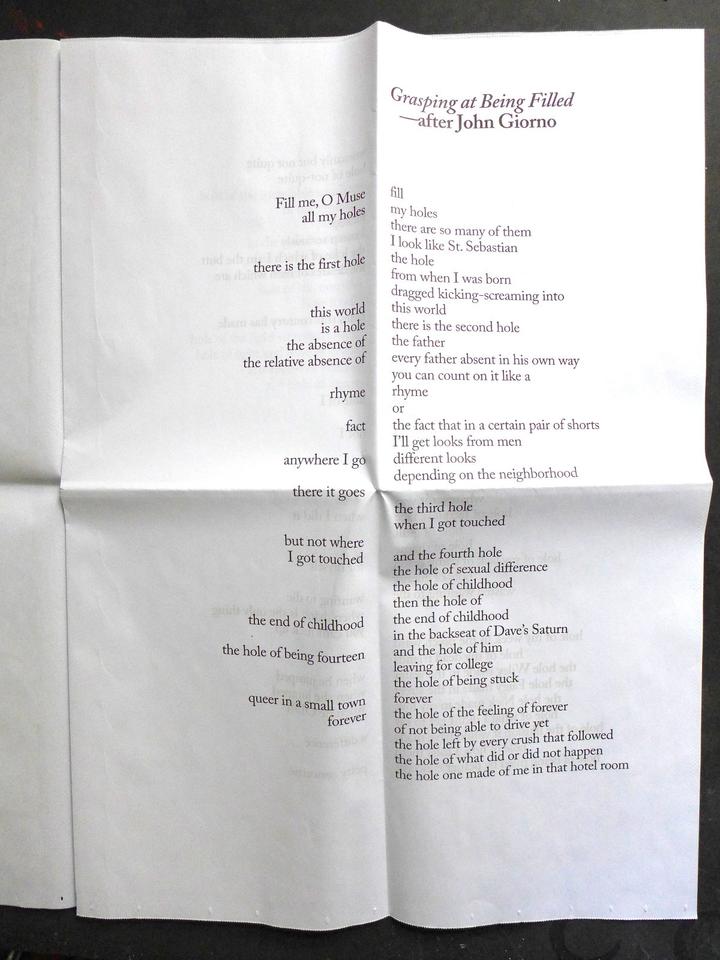 Grasping at Being Filled
—after John Giorno
Fill me, O Muse
all my holes
there is the first hole
this world
is a hole
the absence of
the relative absence of
rhyme
fact
anywhere I go
there it goes
but not where
I got touched
the end of childhood
the hole of being fourteen
queer in a small town
forever
fill
my holes
there are so many of them
I look like St. Sebastian
the hole
from when I was born
dragged kicking-screaming into
this world
there is the second hole
the father
every father absent in his own way
you can count on it like a
rhyme
or
the fact that in a certain pair of shorts
I'll get looks from men
different looks
depending on the neighborhood
the third hole
when I got touched
and the fourth hole
the hole of sexual difference
the hole of childhood
then the hole of
the end of childhood
in the backseat of Dave's Saturn
and the hole of him
leaving for college
the hole of being stuck
forever
the hole of the feeling of forever
of not being able to drive yet
the hole left by every crush that followed
the hole of what did or did not happen
the hole one made of me in that hotel room